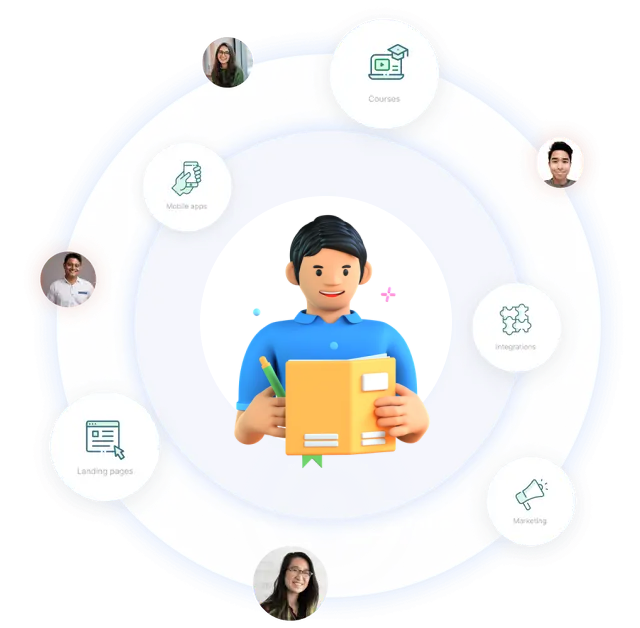 Courses
Mobile apps
Integrations
Landing pages
Marketing